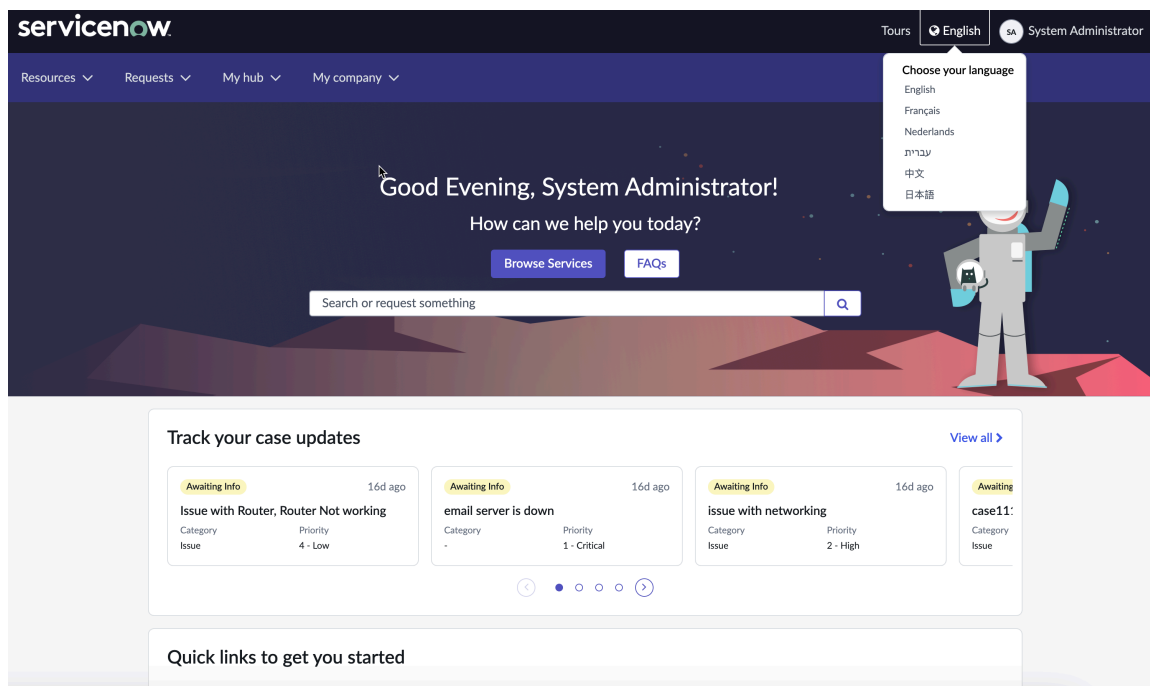 servicenow
Tours English SA System Administrator
Resources Requests My hub My company
Choose your language
English
Français
Nederlands
עברית
中文
日本語
Good Evening, System Administrator!
How can we help you today?
Browse Services FAQs
Search or request something
Track your case updates View all
Awaiting Info 16d ago
Issue with Router, Router Not working
Category Priority
Issue 4 - Low
Awaiting Info 16d ago
email server is down
Category Priority
- 1 - Critical
Awaiting Info 16d ago
issue with networking
Category Priority
Issue 2 - High
Awaiting
case111
Category
Issue
Quick links to get you started